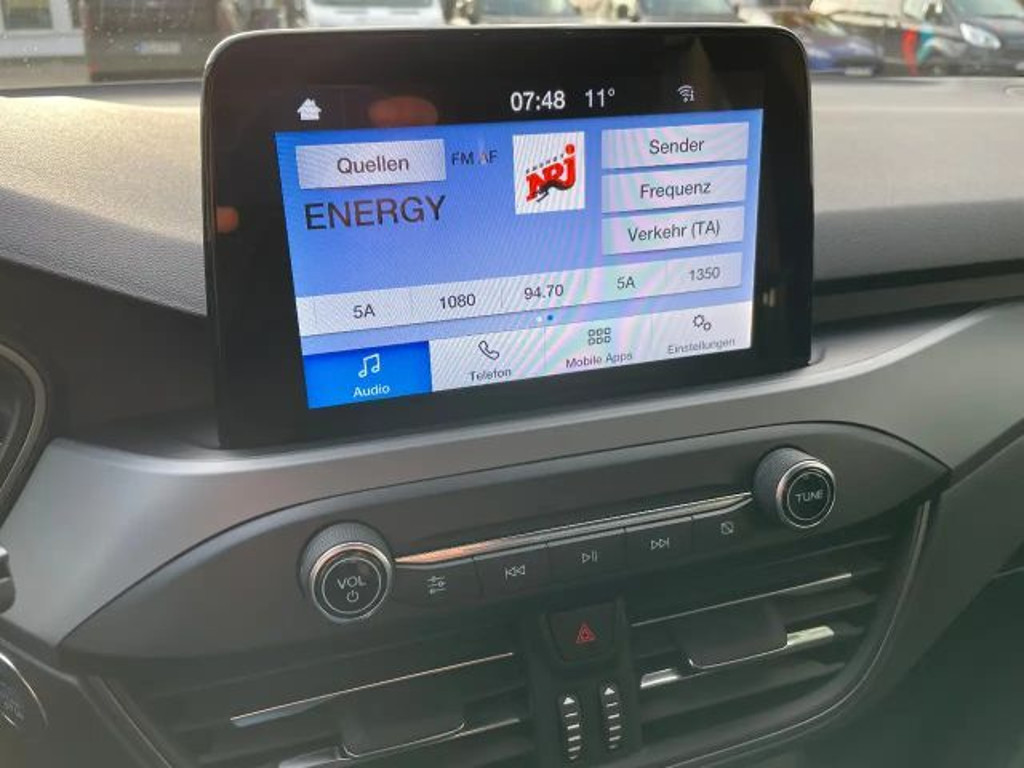 07:48 11°
Quellen
FM AF
NRJ
Sender
ENERGY
Frequenz
Verkehr (TA)
5A 1080 94.70 5A 1350
Audio Telefon Mobile Apps Einstellungen
TUNE
VOL